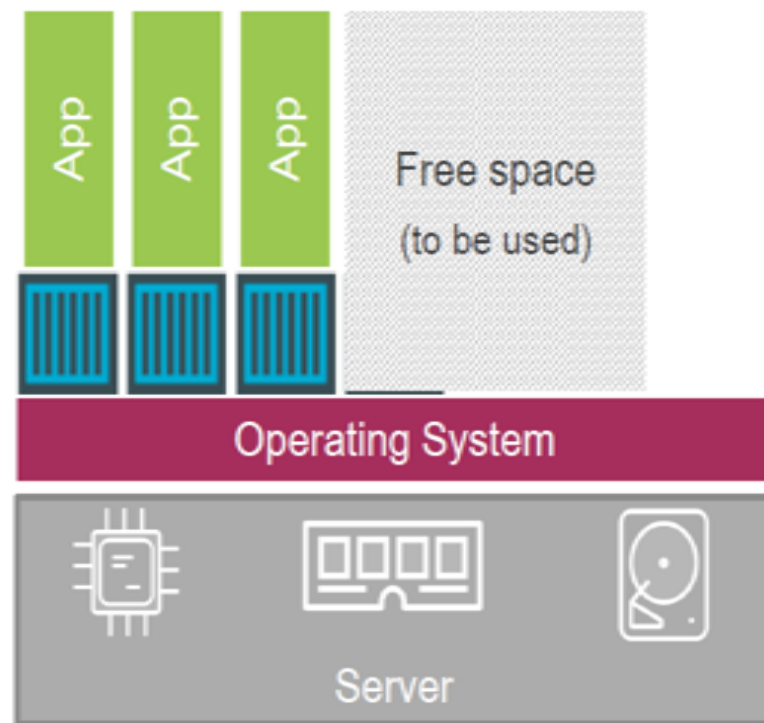 App
App
App
Free space
(to be used)
Operating System
Server